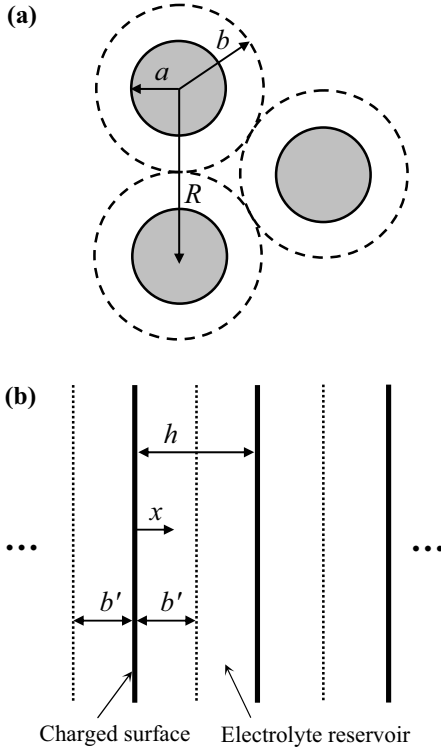 (a)
b
a
R
(b)
h
x
... ...
b′ b′
Charged surface Electrolyte reservoir